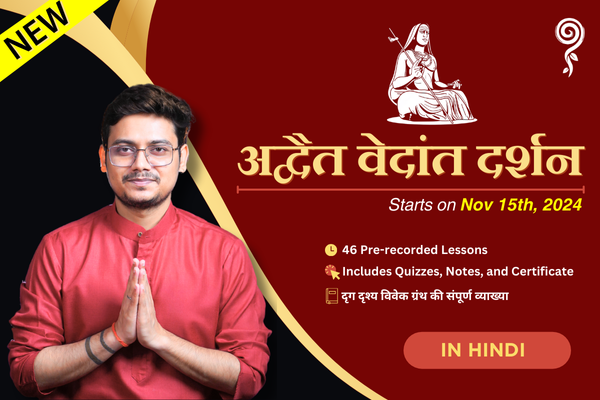 NEW
अद्वैत वेदांत दर्शन
Starts on Nov 15th, 2024
46 Pre-recorded Lessons
Includes Quizzes, Notes, and Certificate
दृग दृश्य विवेक ग्रंथ की संपूर्ण व्याख्या
IN HINDI